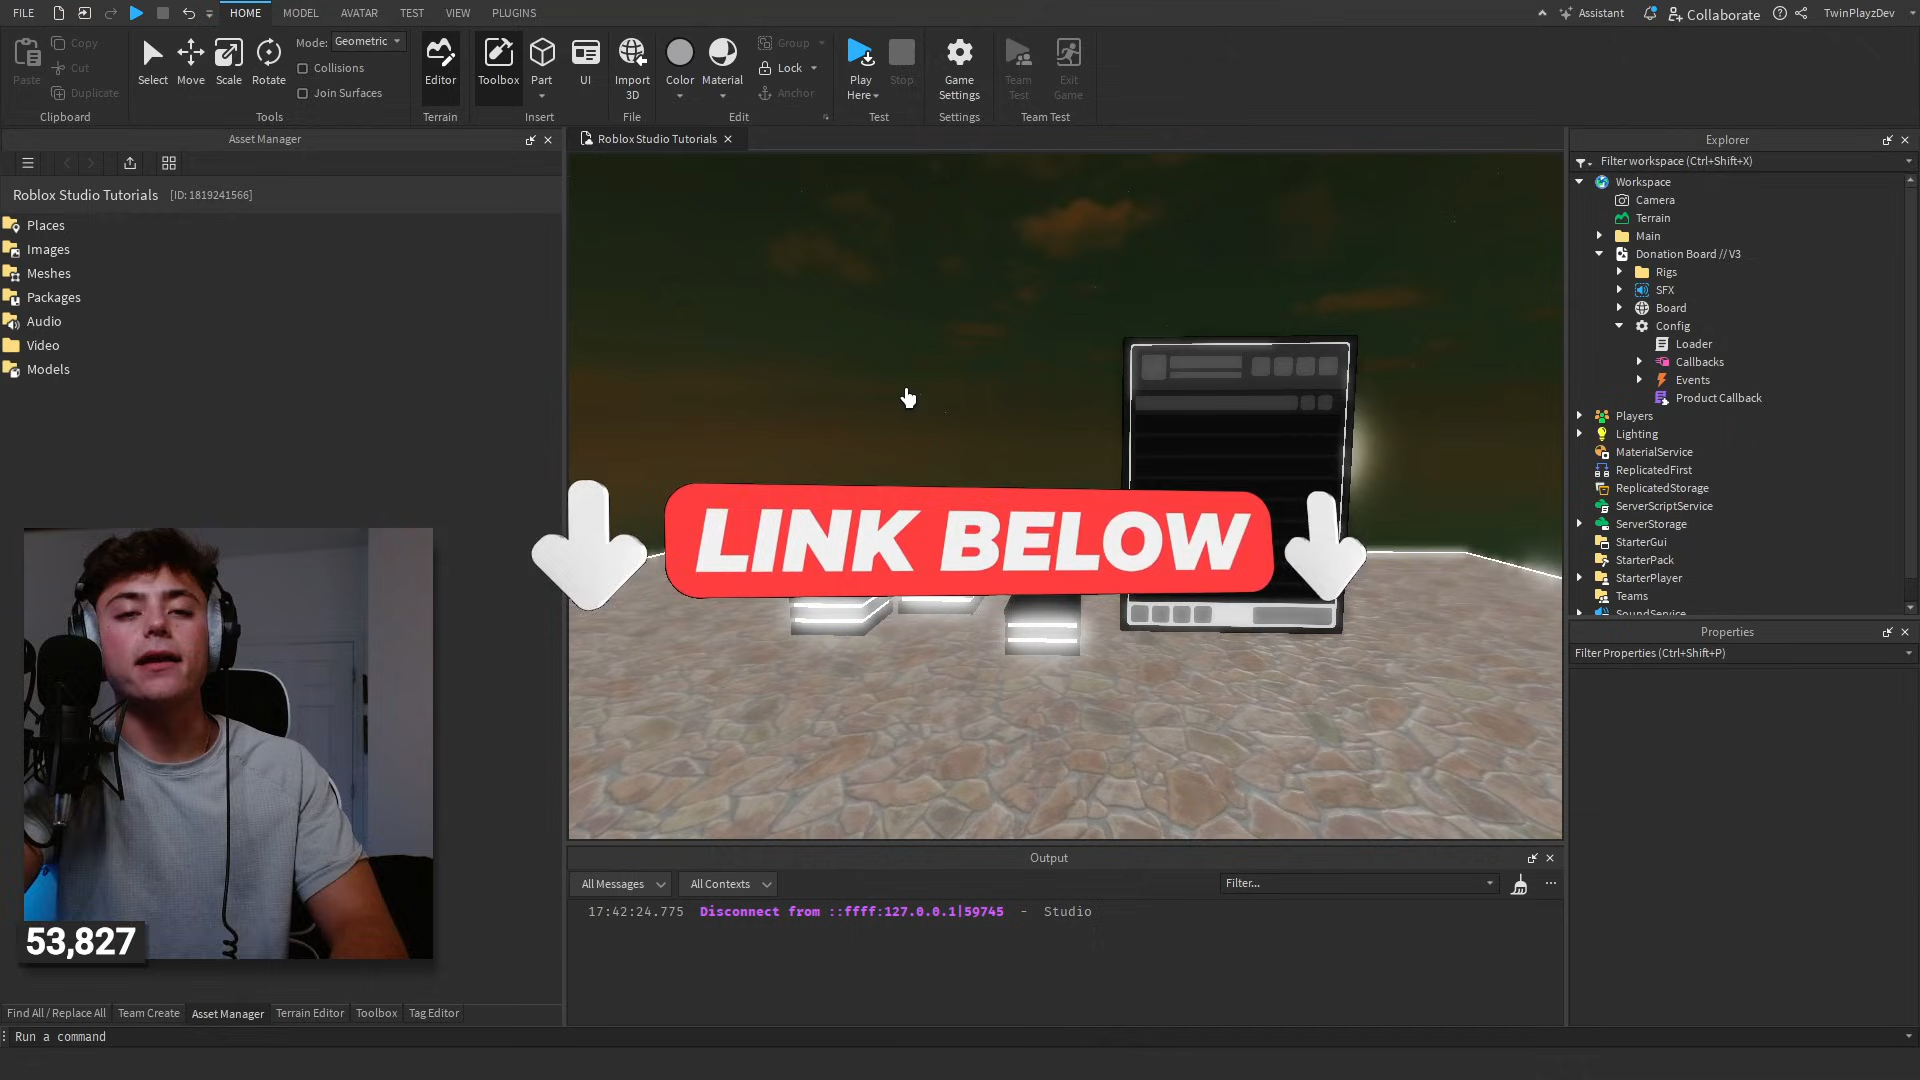 FILE
HOME
MODEL
AVATAR
TEST
VIEW
PLUGINS
Assistant
Collaborate
TwinPlayzDev
Paste
Copy
Cut
Duplicate
Clipboard
Select
Move
Scale
Rotate
Mode: Geometric
Collisions
Join Surfaces
Tools
Editor
Terrain
Toolbox
Part
UI
Insert
Import 3D
File
Color
Material
Group
Lock
Anchor
Edit
Play Here
Stop
Test
Game Settings
Settings
Team Test
Exit Game
Team Test
Asset Manager
Roblox Studio Tutorials [ID: 1819241566]
Places
Images
Meshes
Packages
Audio
Video
Models
53,827
Find All / Replace All
Team Create
Asset Manager
Terrain Editor
Toolbox
Tag Editor
Run a command
Roblox Studio Tutorials
LINK BELOW
Output
All Messages
All Contexts
Filter...
17:42:24.775 Disconnect from ::ffff:127.0.0.1|59745 - Studio
Explorer
Filter workspace (Ctrl+Shift+X)
Workspace
Camera
Terrain
Main
Donation Board // V3
Rigs
SFX
Board
Config
Loader
Callbacks
Events
Product Callback
Players
Lighting
MaterialService
ReplicatedFirst
ReplicatedStorage
ServerScriptService
ServerStorage
StarterGui
StarterPack
StarterPlayer
Teams
SoundService
Properties
Filter Properties (Ctrl+Shift+P)